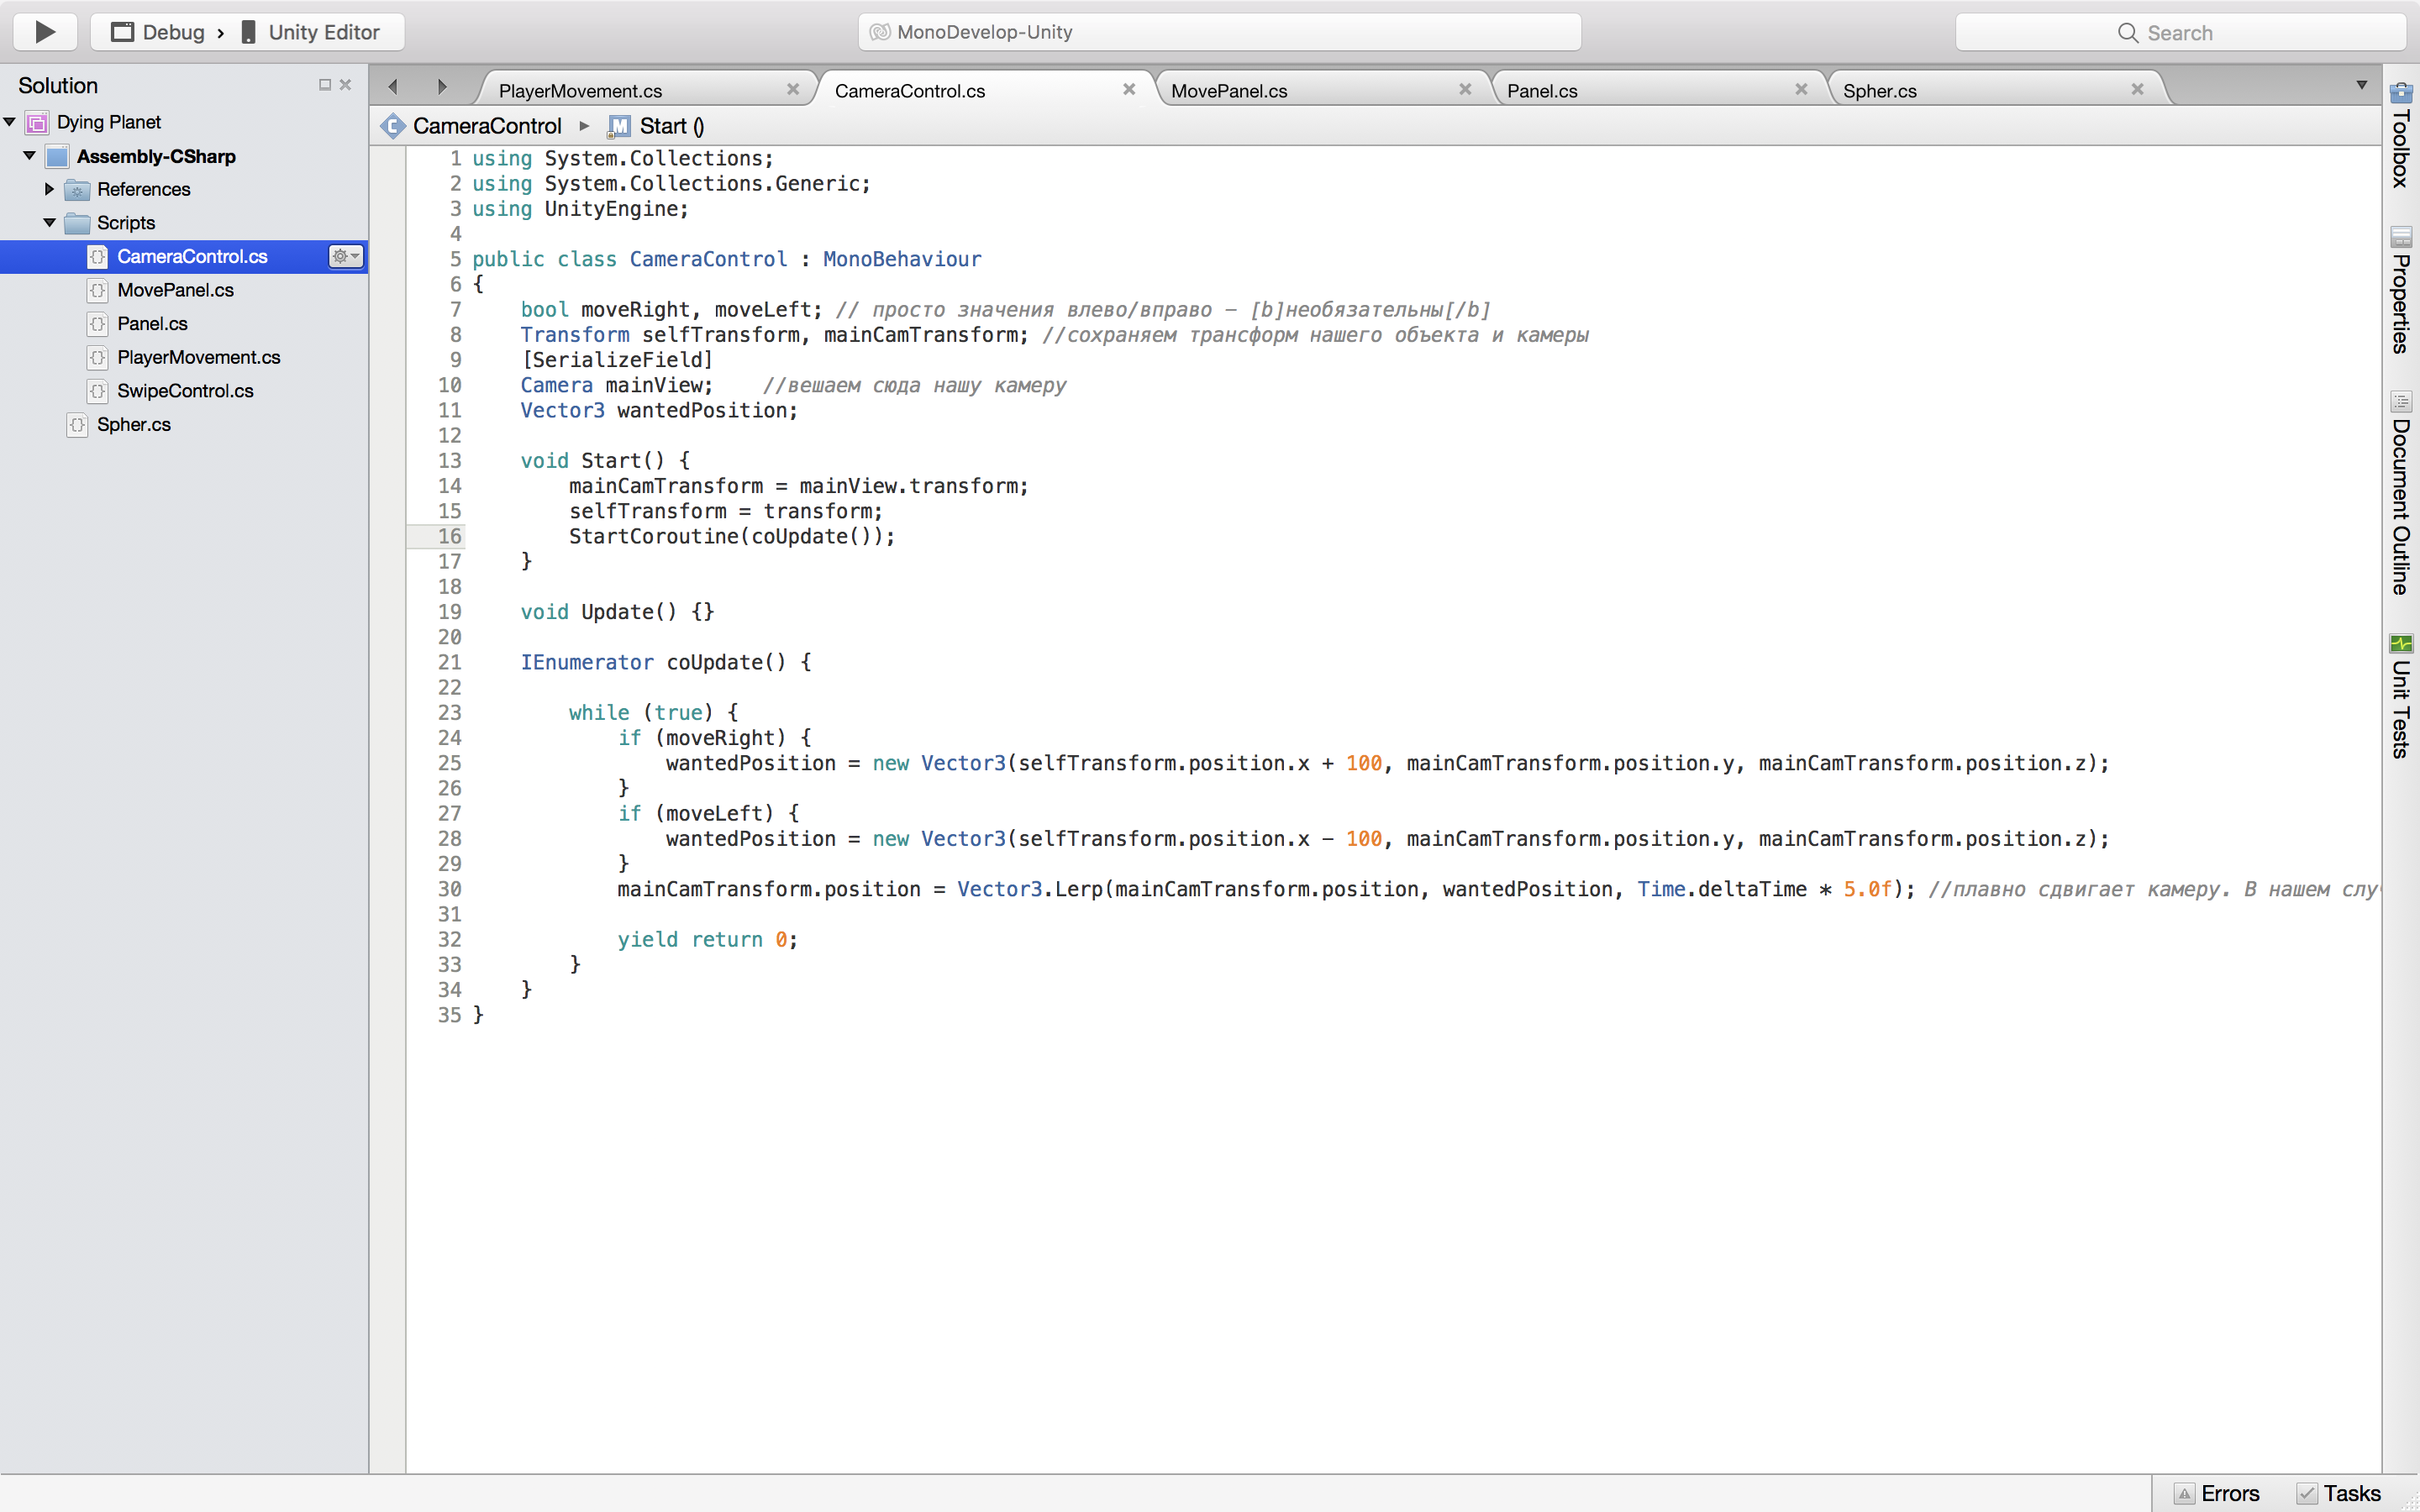 Debug › Unity Editor
MonoDevelop-Unity
Search
Solution
Dying Planet
Assembly-CSharp
References
Scripts
CameraControl.cs
MovePanel.cs
Panel.cs
PlayerMovement.cs
SwipeControl.cs
Spher.cs
PlayerMovement.cs
CameraControl.cs
MovePanel.cs
Panel.cs
Spher.cs
CameraControl
Start ()
1 using System.Collections;
2 using System.Collections.Generic;
3 using UnityEngine;
4
5 public class CameraControl : MonoBehaviour
6 {
7 bool moveRight, moveLeft; // просто значения влево/вправо – [b]необязательны[/b]
8 Transform selfTransform, mainCamTransform; //сохраняем трансформ нашего объекта и камеры
9 [SerializeField]
10 Camera mainView; //вешаем сюда нашу камеру
11 Vector3 wantedPosition;
12
13 void Start() {
14 mainCamTransform = mainView.transform;
15 selfTransform = transform;
16 StartCoroutine(coUpdate());
17 }
18
19 void Update() {}
20
21 IEnumerator coUpdate() {
22
23 while (true) {
24 if (moveRight) {
25 wantedPosition = new Vector3(selfTransform.position.x + 100, mainCamTransform.position.y, mainCamTransform.position.z);
26 }
27 if (moveLeft) {
28 wantedPosition = new Vector3(selfTransform.position.x – 100, mainCamTransform.position.y, mainCamTransform.position.z);
29 }
30 mainCamTransform.position = Vector3.Lerp(mainCamTransform.position, wantedPosition, Time.deltaTime * 5.0f); //плавно сдвигает камеру. В нашем слу
31
32 yield return 0;
33 }
34 }
35 }
Toolbox
Properties
Document Outline
Unit Tests
Errors
Tasks